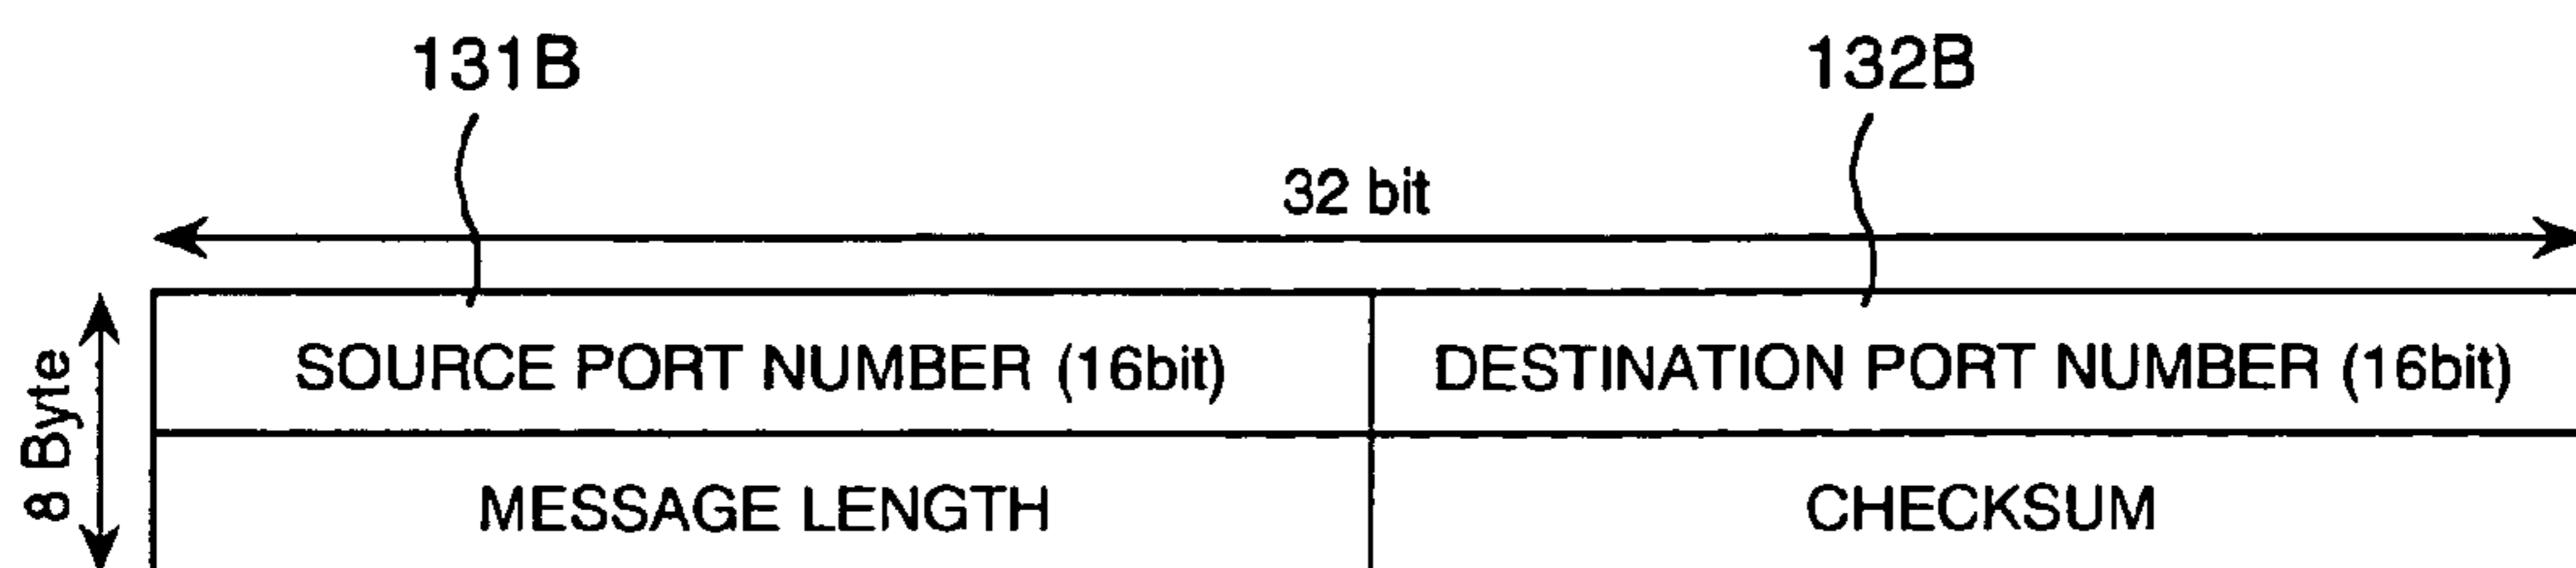 131B
132B
32 bit
8 Byte
SOURCE PORT NUMBER (16bit)
DESTINATION PORT NUMBER (16bit)
MESSAGE LENGTH
CHECKSUM